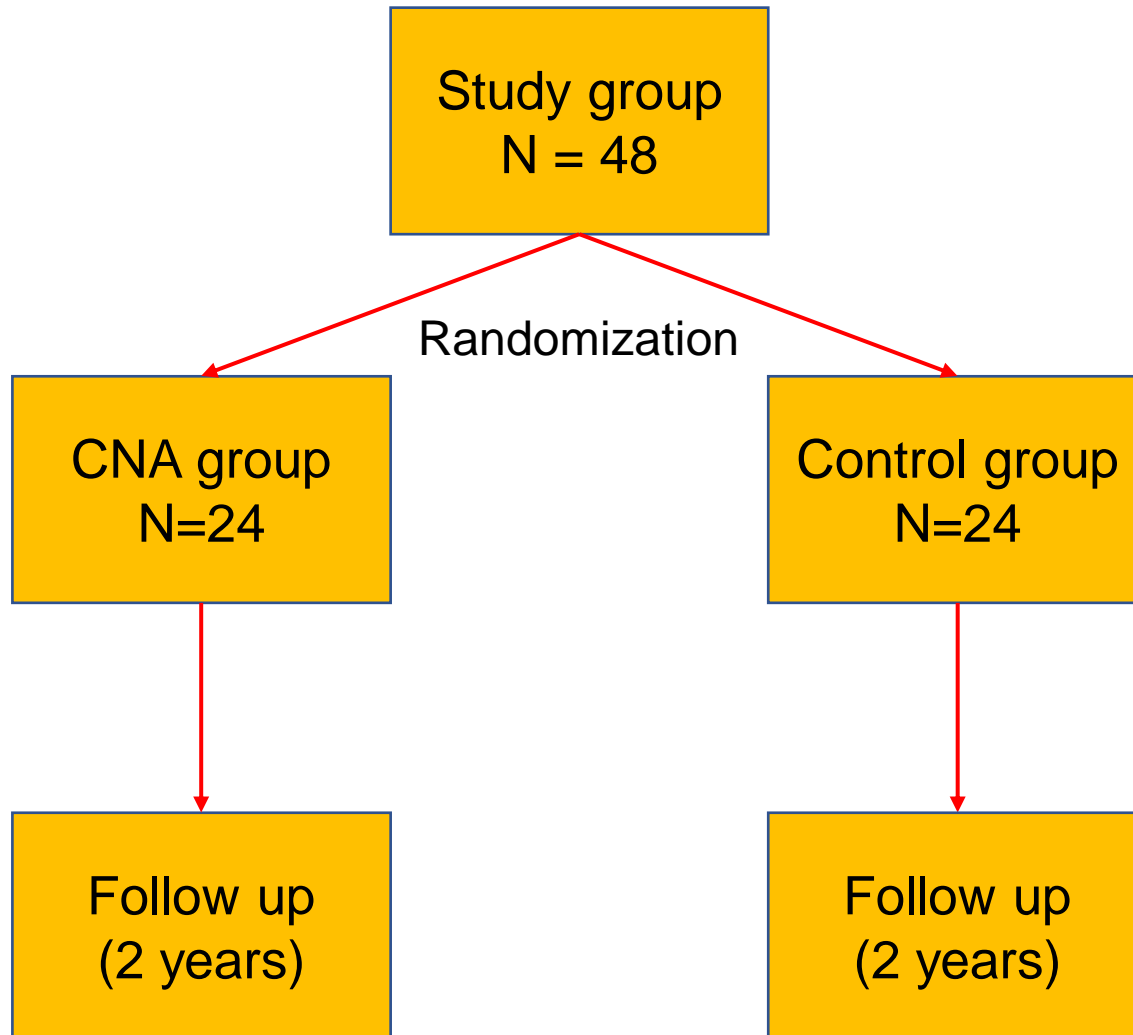 Study group
N = 48
Randomization
CNA group
N=24
Control group
N=24
Follow up
(2 years)
Follow up
(2 years)